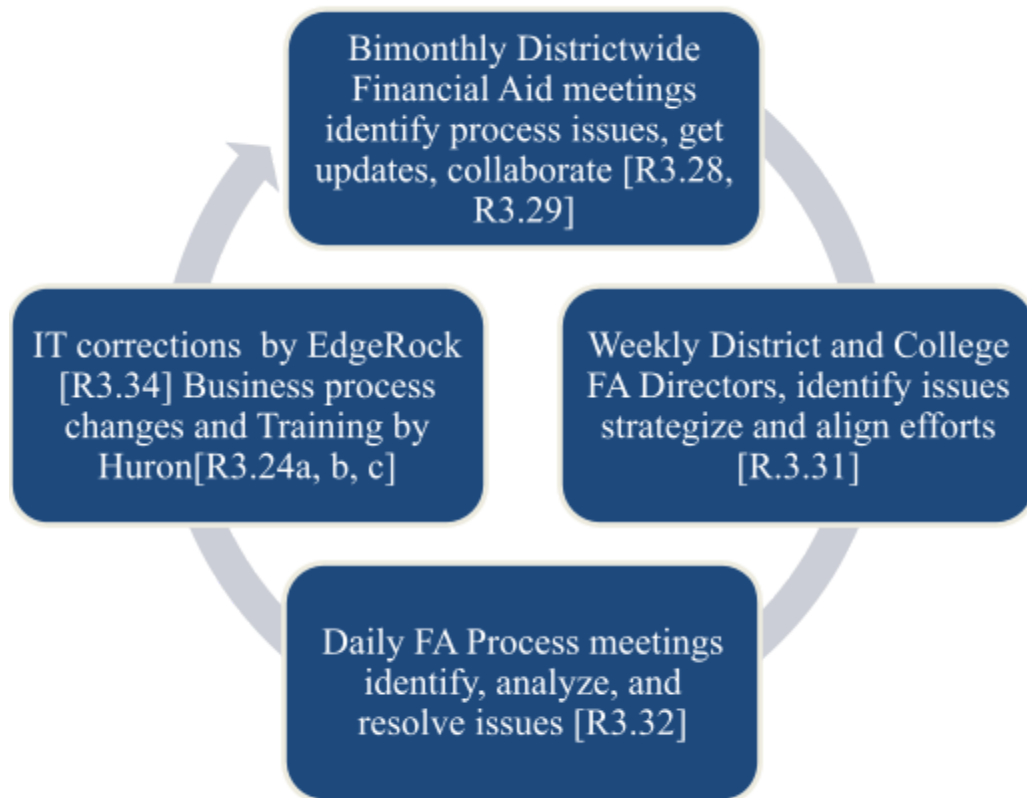 Bimonthly Districtwide
Financial Aid meetings
identify process issues, get
updates, collaborate [R3.28,
R3.29]
Weekly District and College
FA Directors, identify issues
strategize and align efforts
[R.3.31]
Daily FA Process meetings
identify, analyze, and
resolve issues [R3.32]
IT corrections  by EdgeRock
[R3.34] Business process
changes and Training by
Huron[R3.24a, b, c]